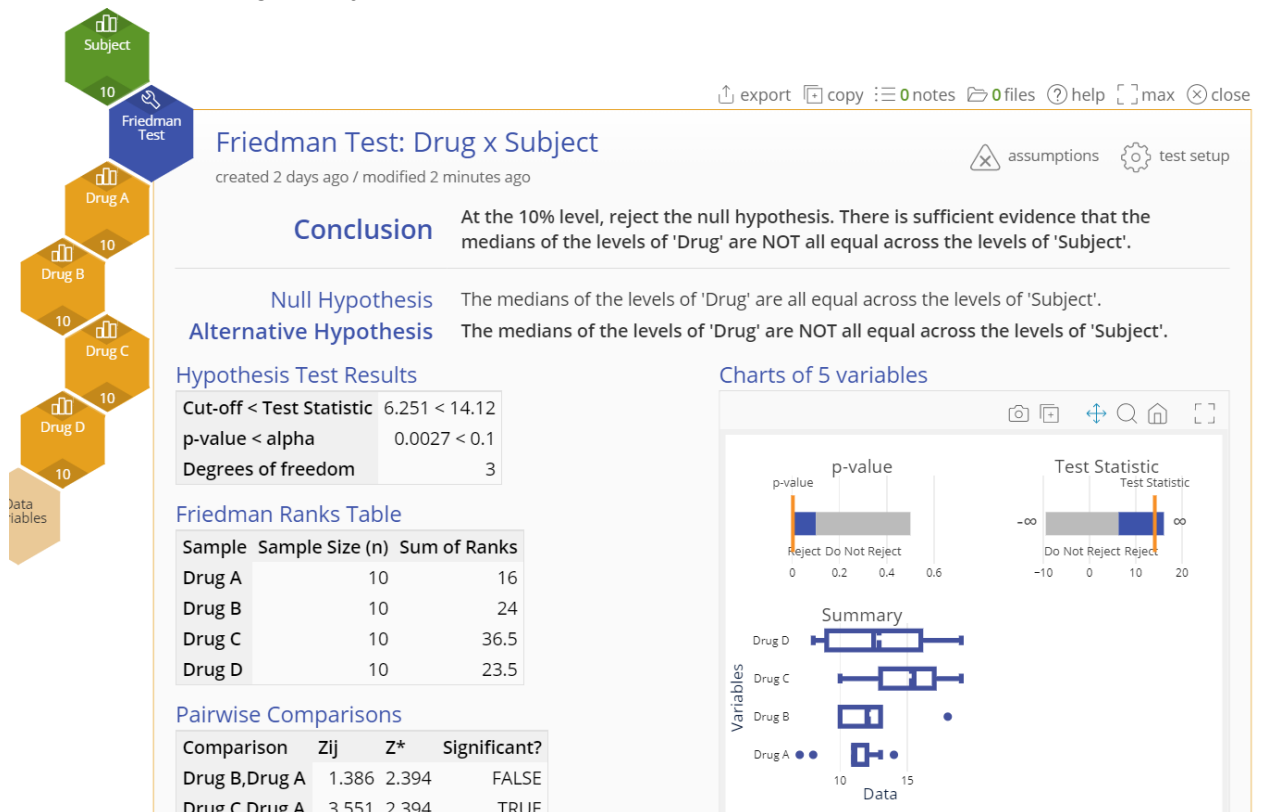 Subject
10
Friedman
Test
Drug A
10
Drug B
10
Drug C
10
Drug D
10
export copy 0 notes 0 files help max close
Friedman Test: Drug x Subject
created 2 days ago / modified 2 minutes ago
assumptions test setup
Conclusion
At the 10% level, reject the null hypothesis. There is sufficient evidence that the
medians of the levels of 'Drug' are NOT all equal across the levels of 'Subject'.
Null Hypothesis The medians of the levels of 'Drug' are all equal across the levels of 'Subject'.
Alternative Hypothesis The medians of the levels of 'Drug' are NOT all equal across the levels of 'Subject'.
Hypothesis Test Results
Cut-off < Test Statistic 6.251 < 14.12
p-value < alpha 0.0027 < 0.1
Degrees of freedom 3
Friedman Ranks Table
Sample Sample Size (n) Sum of Ranks
Drug A 10 16
Drug B 10 24
Drug C 10 36.5
Drug D 10 23.5
Pairwise Comparisons
Comparison Zij Z* Significant?
Drug B,Drug A 1.386 2.394 FALSE
Drug C,Drug A 3.551 2.394 TRUE
Charts of 5 variables
p-value
p-value
Reject Do Not Reject
0 0.2 0.4 0.6
Test Statistic
Test Statistic
-∞ ∞
Do Not Reject Reject
−10 0 10 20
Summary
Variables
Drug D
Drug C
Drug B
Drug A
10 15
Data